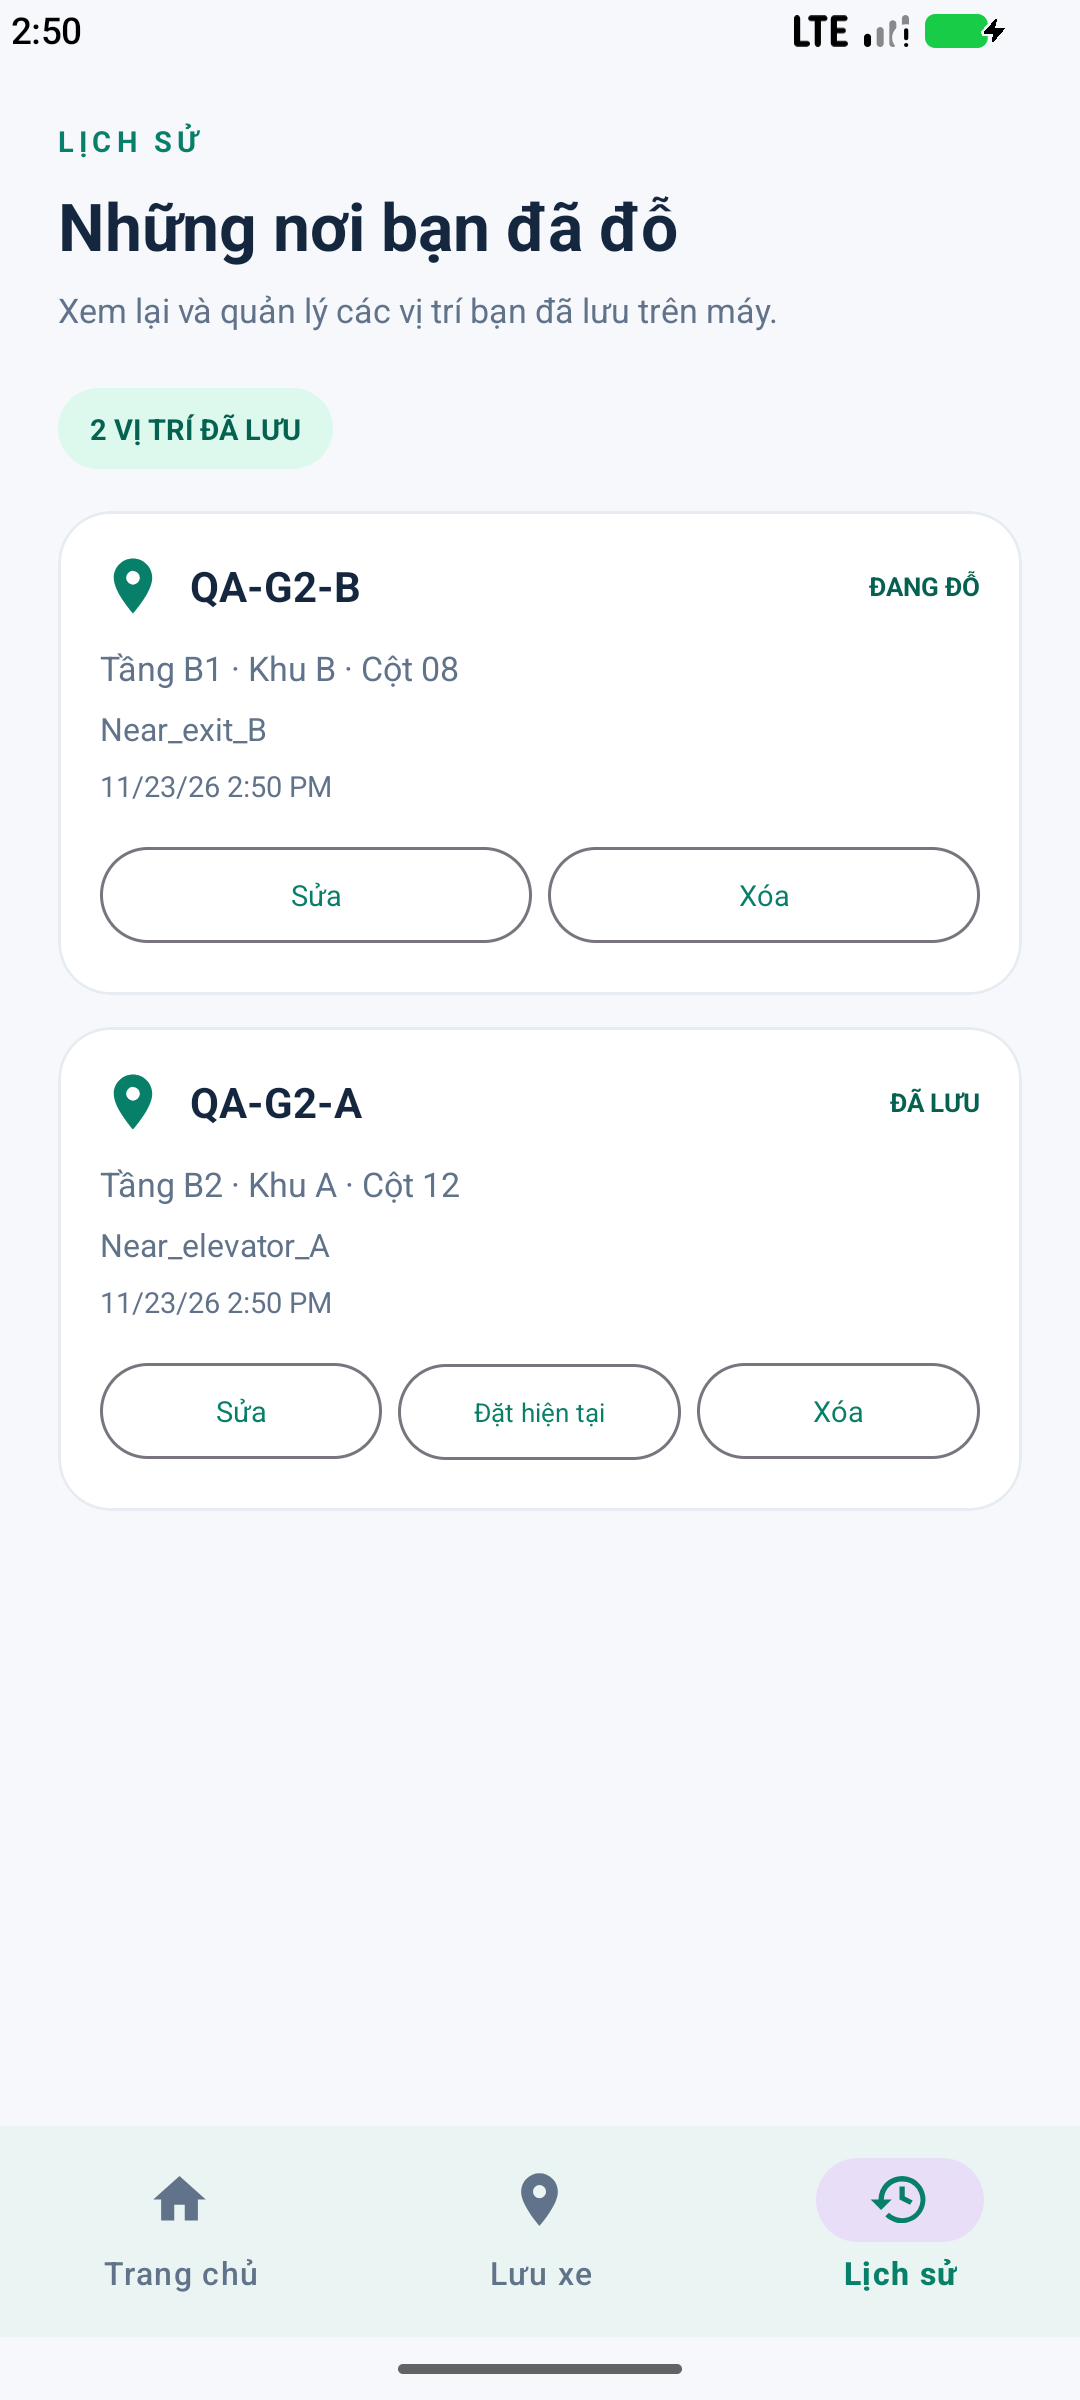 2:50 LTE
LỊCH SỬ
Những nơi bạn đã đỗ
Xem lại và quản lý các vị trí bạn đã lưu trên máy.
2 VỊ TRÍ ĐÃ LƯU
QA-G2-B ĐANG ĐỖ
Tầng B1 · Khu B · Cột 08
Near_exit_B
11/23/26 2:50 PM
Sửa Xóa
QA-G2-A ĐÃ LƯU
Tầng B2 · Khu A · Cột 12
Near_elevator_A
11/23/26 2:50 PM
Sửa Đặt hiện tại Xóa
Trang chủ Lưu xe Lịch sử